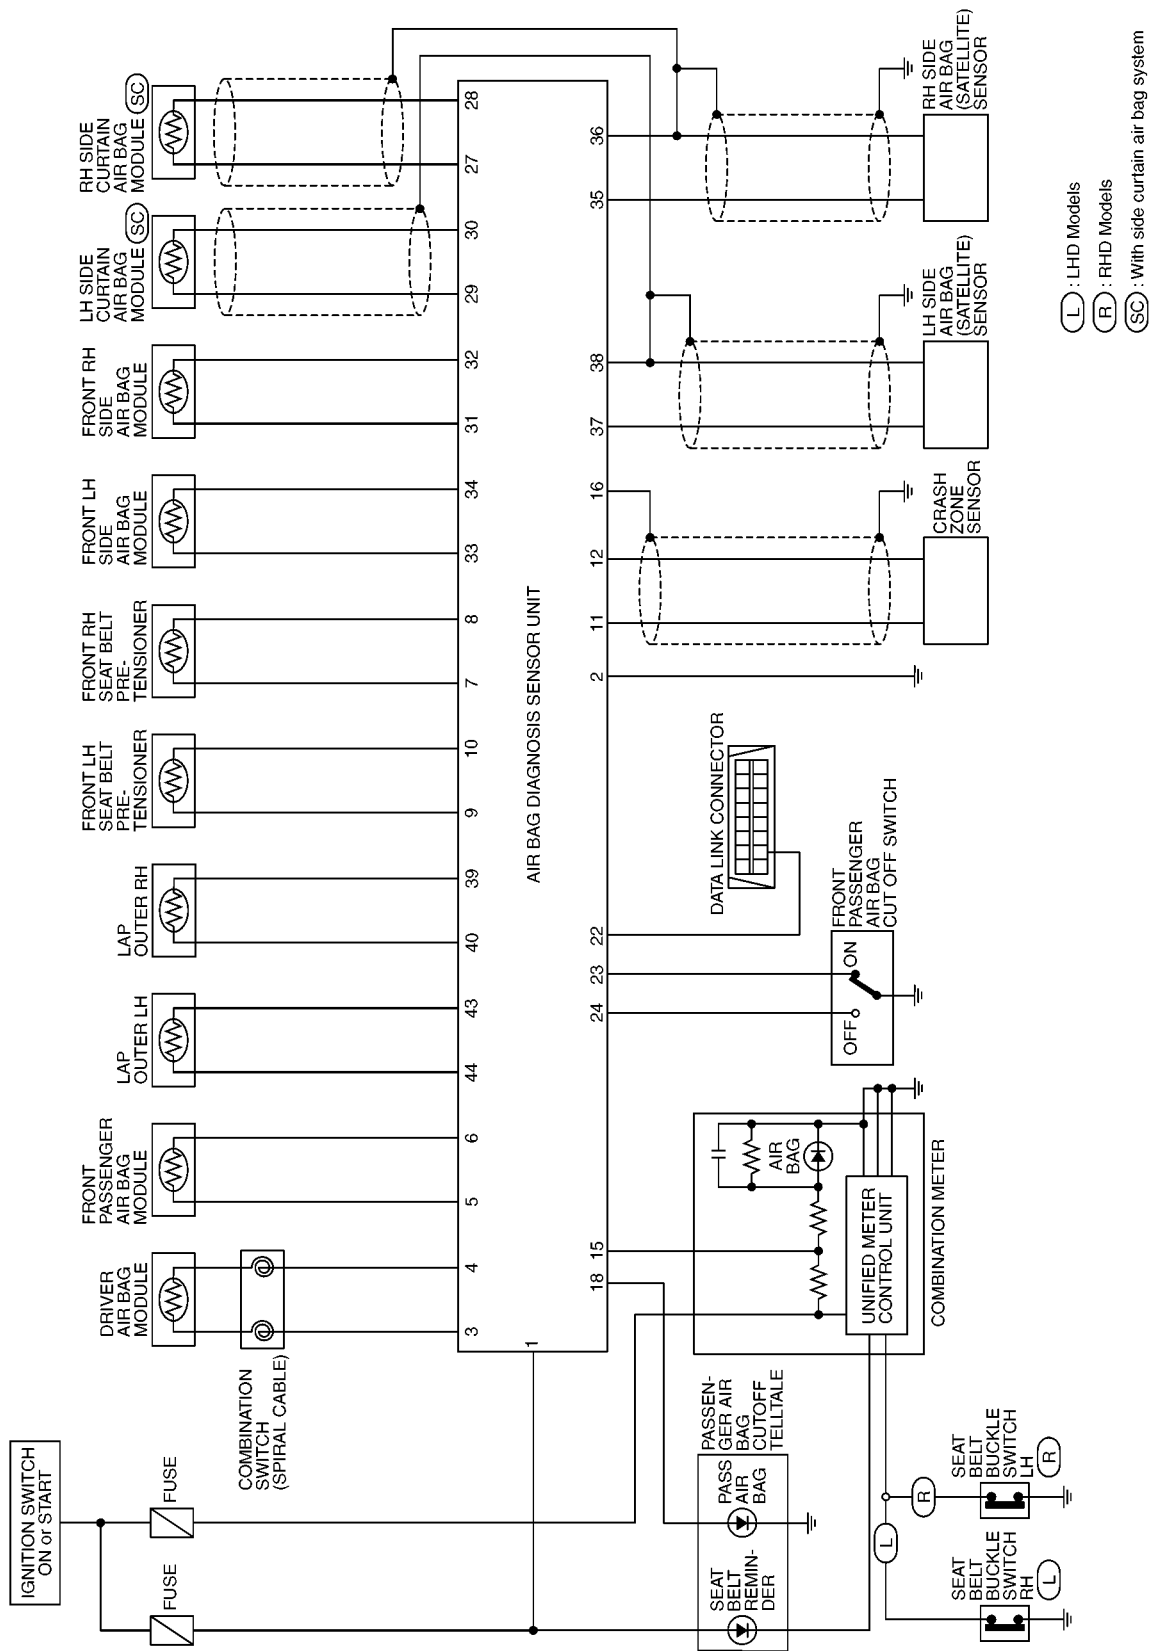 IGNITION SWITCH
ON or START
FUSE
FUSE
DRIVER
AIR BAG
MODULE
FRONT
PASSENGER
AIR BAG
MODULE
LAP
OUTER LH
LAP
OUTER RH
FRONT LH
SEAT BELT
PRE-
TENSIONER
FRONT RH
SEAT BELT
PRE-
TENSIONER
FRONT LH
SIDE
AIR BAG
MODULE
FRONT RH
SIDE
AIR BAG
MODULE
LH SIDE
CURTAIN
AIR BAG
MODULE
SC
RH SIDE
CURTAIN
AIR BAG
MODULE
SC
COMBINATION
SWITCH
(SPIRAL CABLE)
3
4
5
6
44
43
40
39
9
10
7
8
33
34
31
32
29
30
27
28
AIR BAG DIAGNOSIS SENSOR UNIT
1
18
15
24
23
22
2
11
12
16
37
38
35
36
PASSEN-
GER AIR
BAG
CUTOFF
TELLTALE
SEAT
BELT
REMIN-
DER
PASS
AIR
BAG
AIR
BAG
UNIFIED METER
CONTROL UNIT
COMBINATION METER
DATA LINK CONNECTOR
FRONT
PASSENGER
AIR BAG
CUT OFF SWITCH
OFF
ON
CRASH
ZONE
SENSOR
LH SIDE
AIR BAG
(SATELLITE)
SENSOR
RH SIDE
AIR BAG
(SATELLITE)
SENSOR
L
R
SEAT
BELT
BUCKLE
SWITCH
RH
L
SEAT
BELT
BUCKLE
SWITCH
LH
R
L : LHD Models
R : RHD Models
SC : With side curtain air bag system